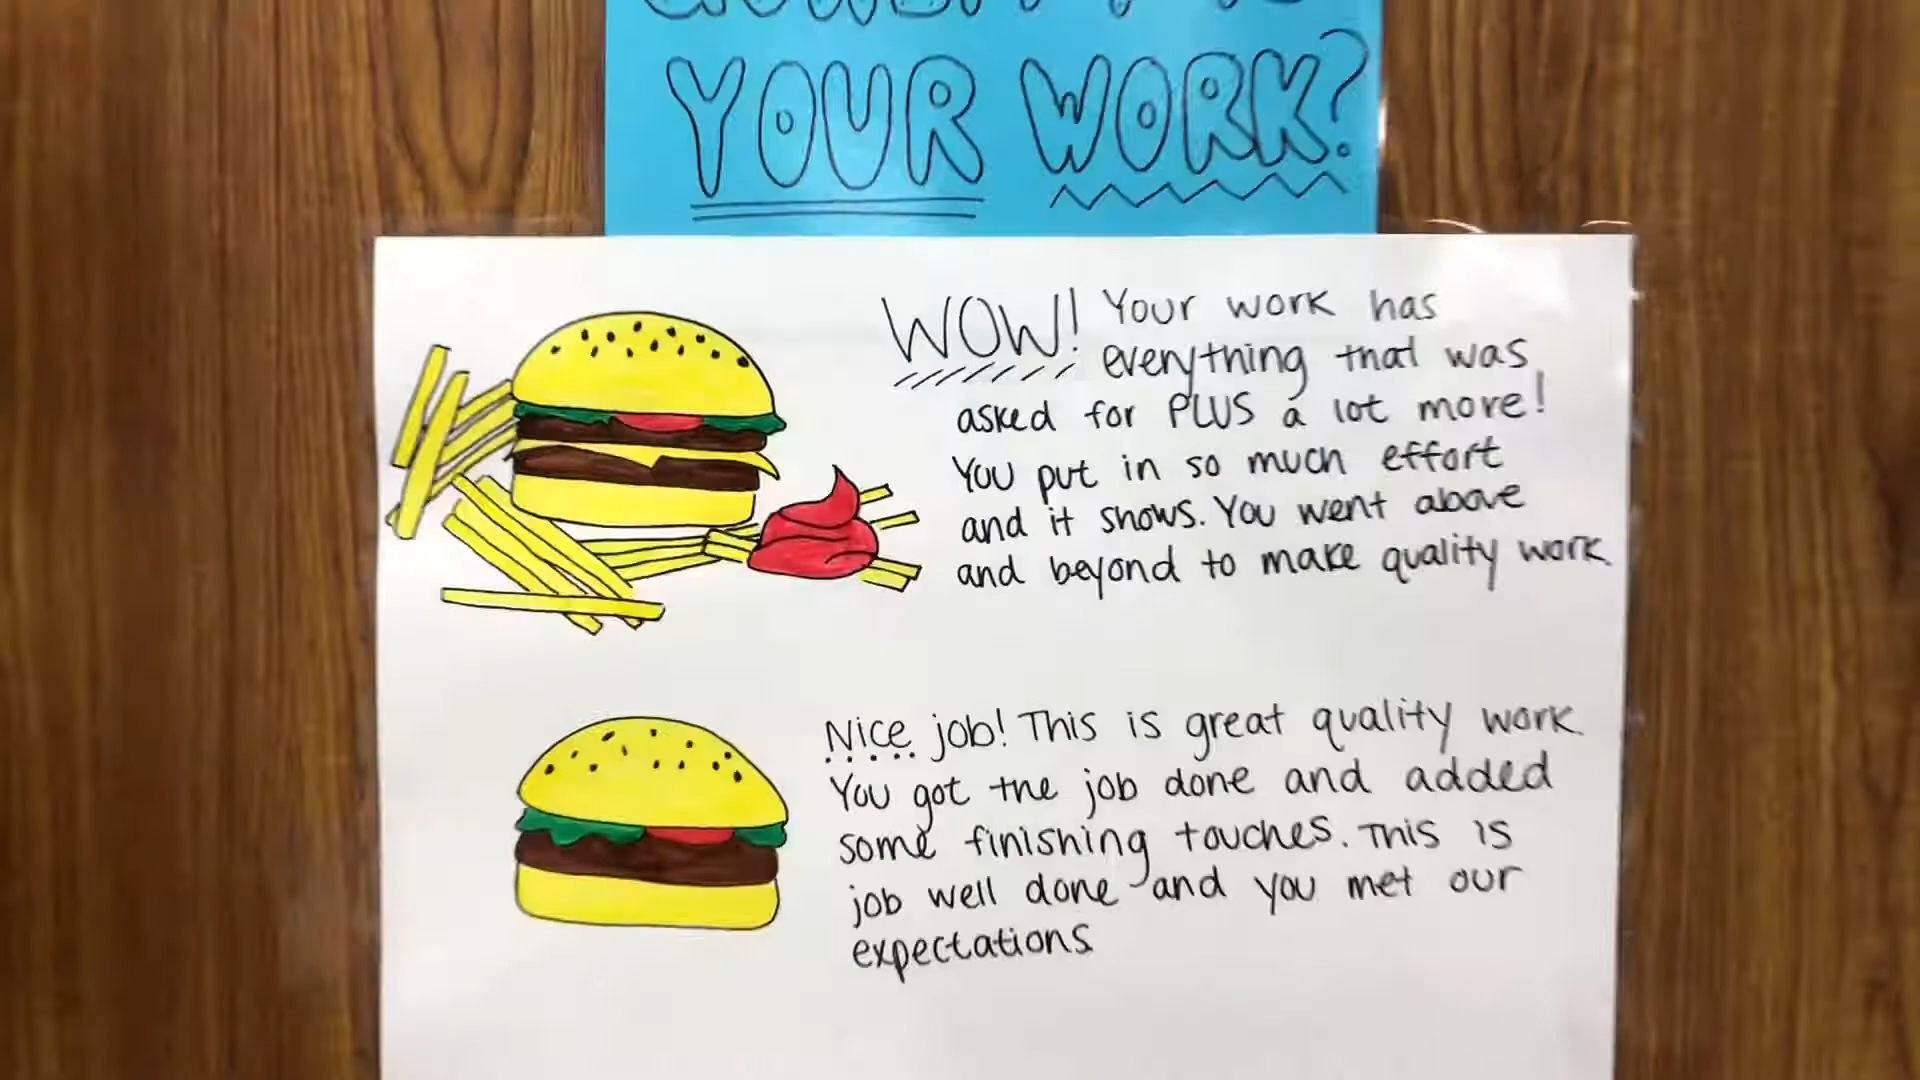 YOUR WORK?
WOW! Your work has
everything that was
asked for PLUS a lot more!
You put in so much effort
and it shows. You went above
and beyond to make quality work.
Nice job! This is great quality work.
You got the job done and added
some finishing touches. This is
job well done and you met our
expectations